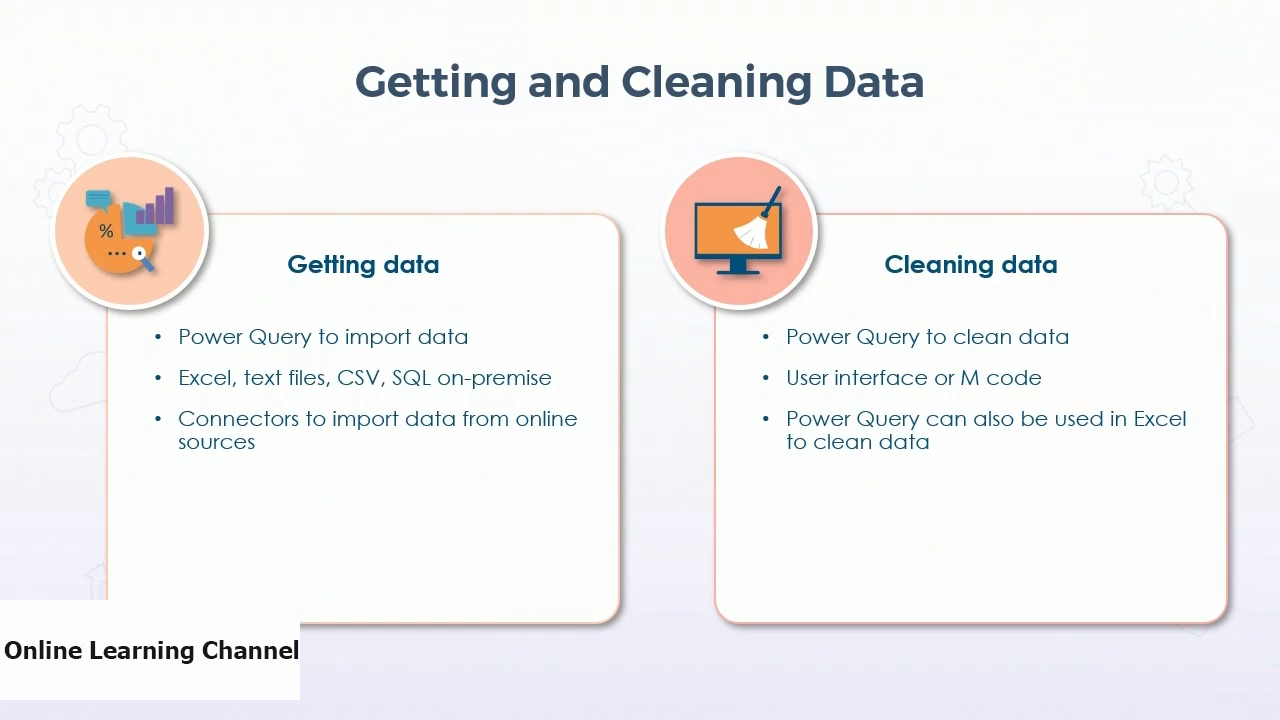 Getting and Cleaning Data
%
Getting data
• Power Query to import data
• Excel, text files, CSV, SQL on-premise
• Connectors to import data from online
sources
Cleaning data
• Power Query to clean data
• User interface or M code
• Power Query can also be used in Excel
to clean data
Online Learning Channel